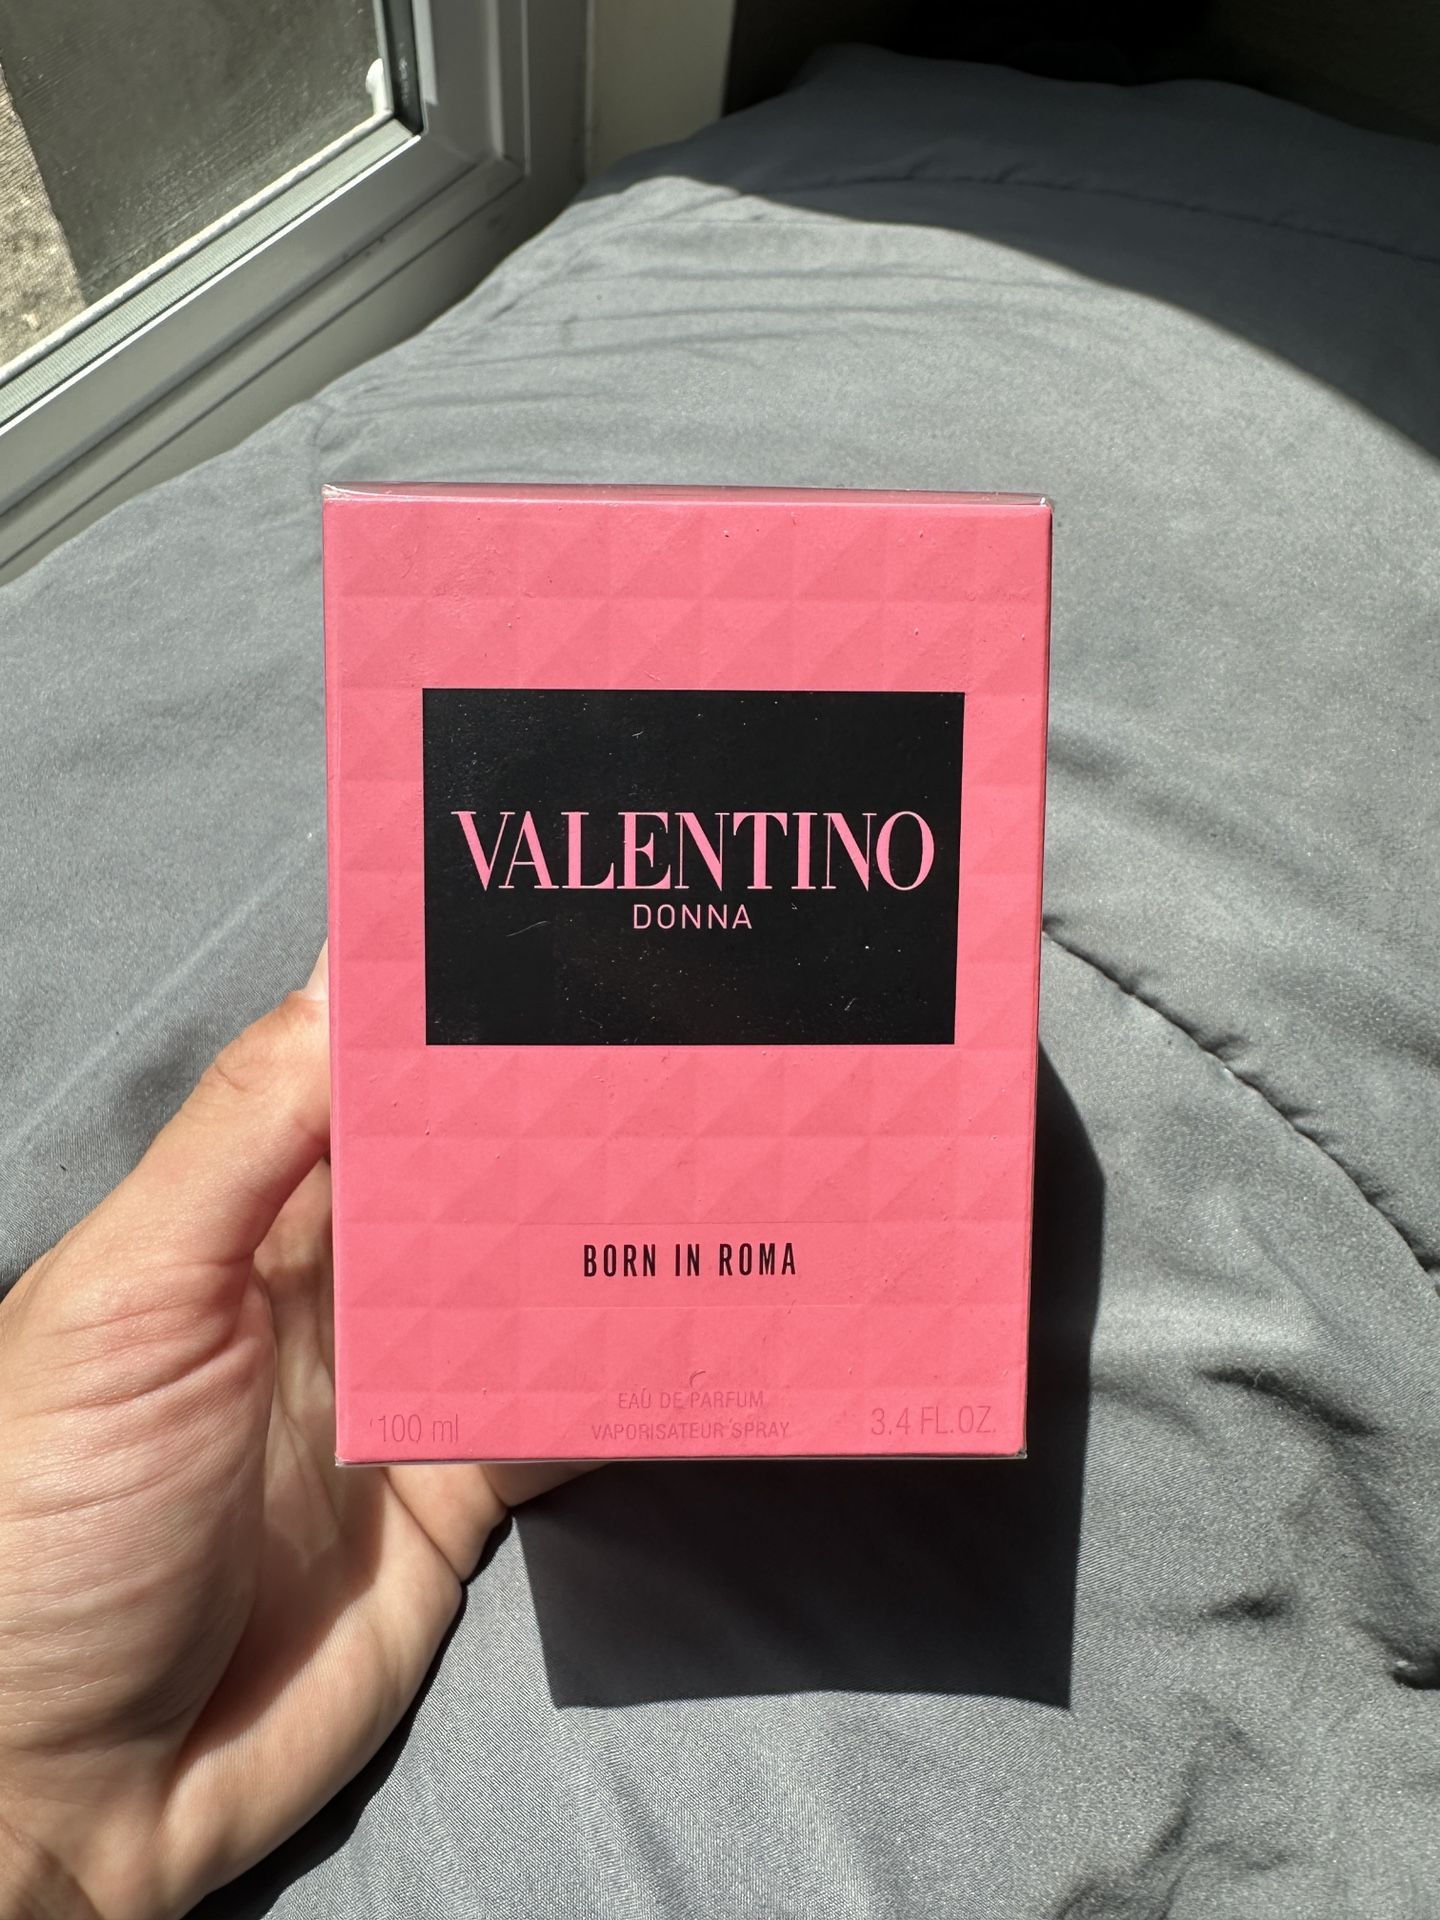 VALENTINO
DONNA
BORN IN ROMA
EAU DE PARFUM
100 ml VAPORISATEUR SPRAY 3.4 FL.OZ.